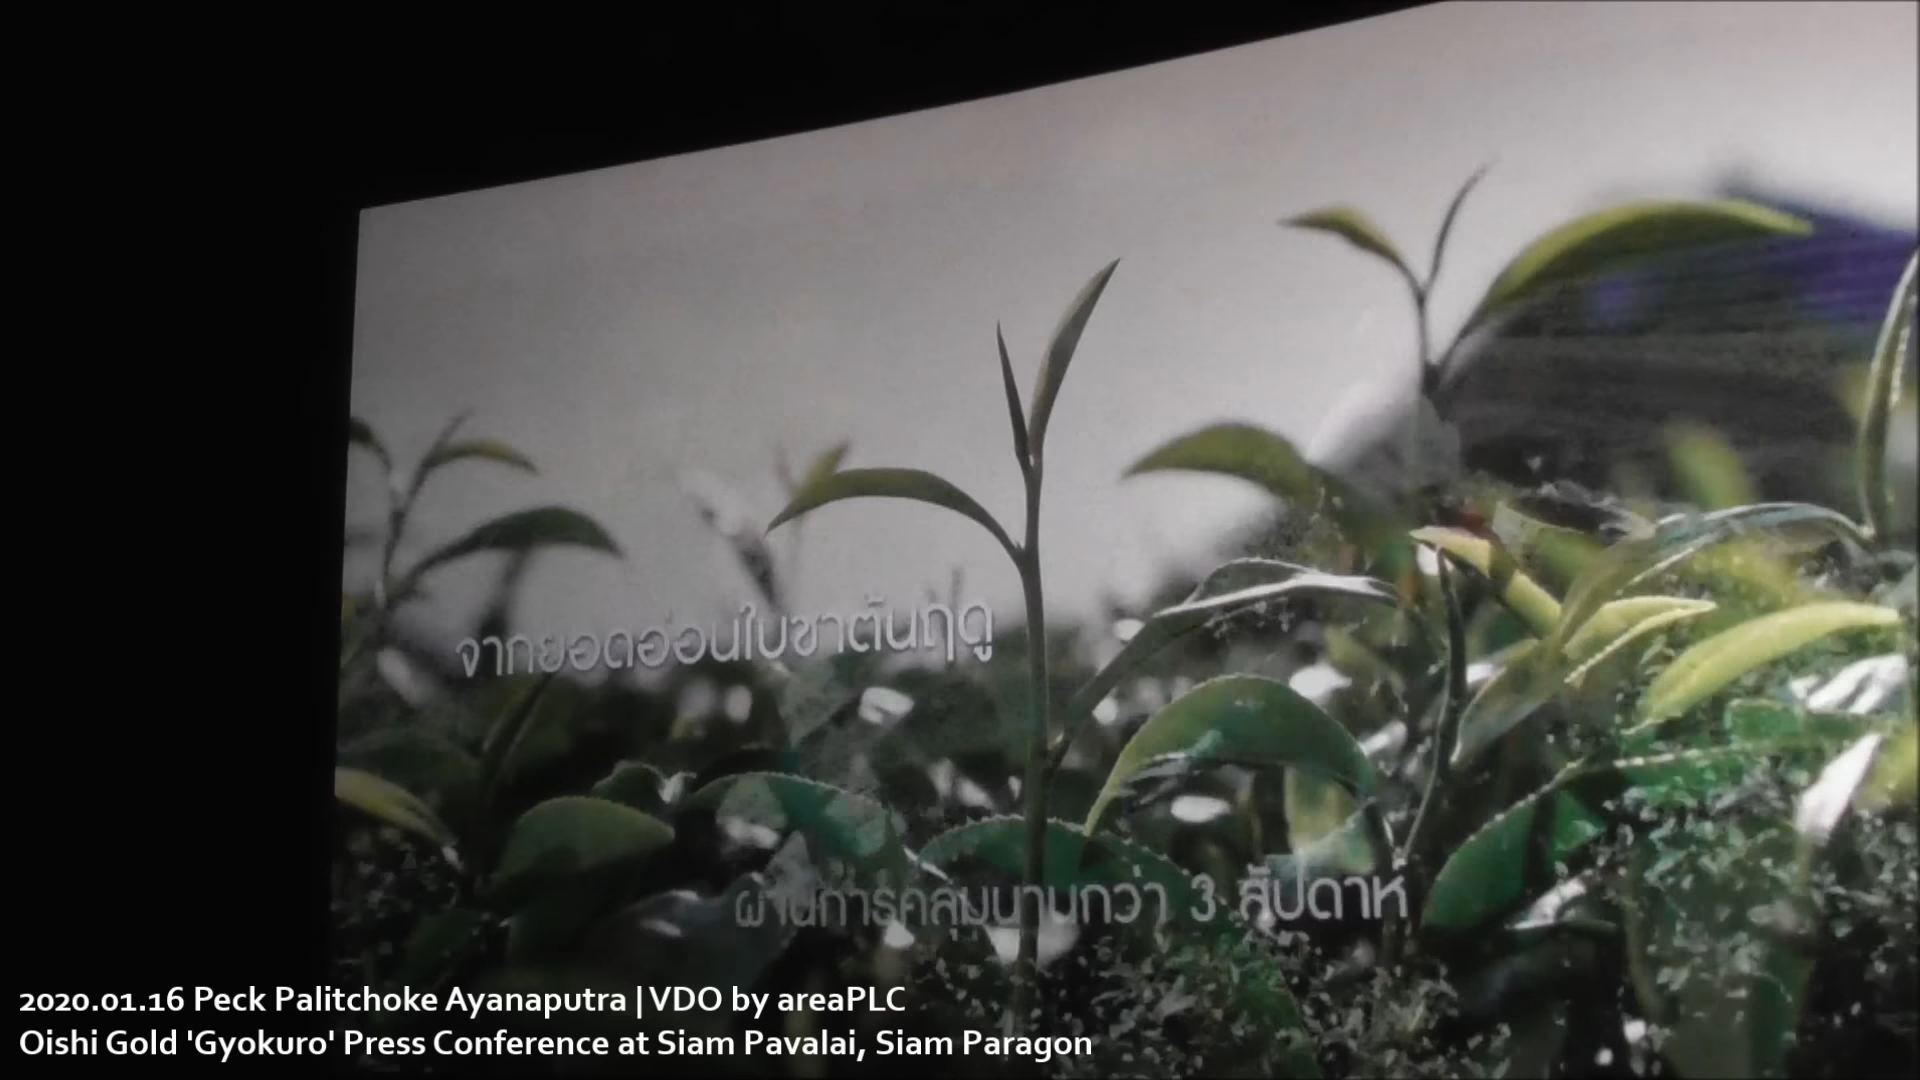 จากยอดอ่อนใบชาต้นฤดู
ผ่านการคลุมนานกว่า 3 สัปดาห์
2020.01.16 Peck Palitchoke Ayanaputra | VDO by areaPLC
Oishi Gold 'Gyokuro' Press Conference at Siam Pavalai, Siam Paragon